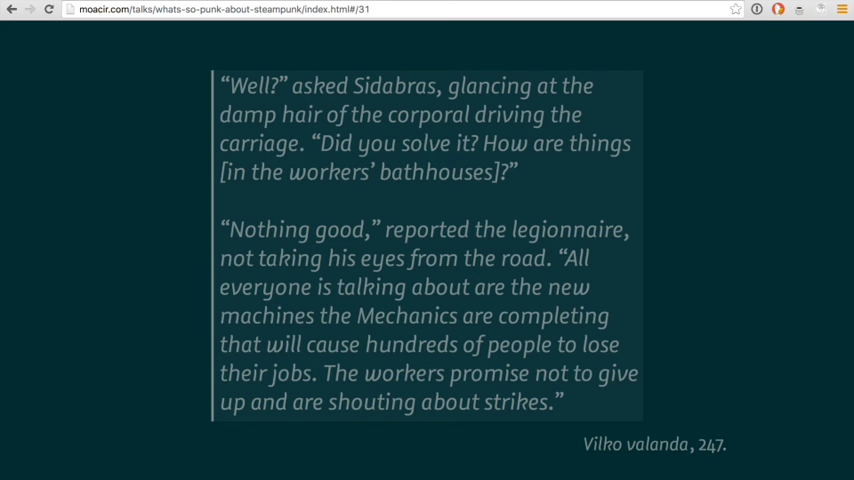 moacir.com/talks/whats-so-punk-about-steampunk/index.html#/31
“Well?” asked Sidabras, glancing at the
damp hair of the corporal driving the
carriage. “Did you solve it? How are things
[in the workers’ bathhouses]?”
“Nothing good,” reported the legionnaire,
not taking his eyes from the road. “All
everyone is talking about are the new
machines the Mechanics are completing
that will cause hundreds of people to lose
their jobs. The workers promise not to give
up and are shouting about strikes.”
Vilko valanda, 247.